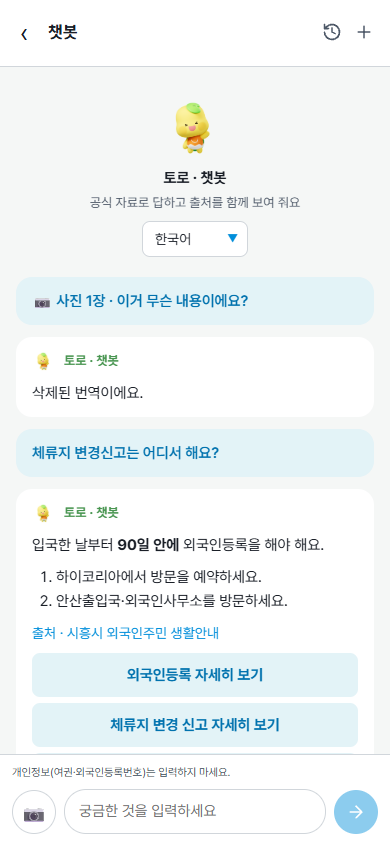 챗봇
토로 · 챗봇
공식 자료로 답하고 출처를 함께 보여 줘요
한국어
사진 1장 · 이거 무슨 내용이에요?
토로 · 챗봇
삭제된 번역이에요.
체류지 변경신고는 어디서 해요?
토로 · 챗봇
입국한 날부터 90일 안에 외국인등록을 해야 해요.
1. 하이코리아에서 방문을 예약하세요.
2. 안산출입국·외국인사무소를 방문하세요.
출처 · 시흥시 외국인주민 생활안내
외국인등록 자세히 보기
체류지 변경 신고 자세히 보기
개인정보(여권·외국인등록번호)는 입력하지 마세요.
궁금한 것을 입력하세요